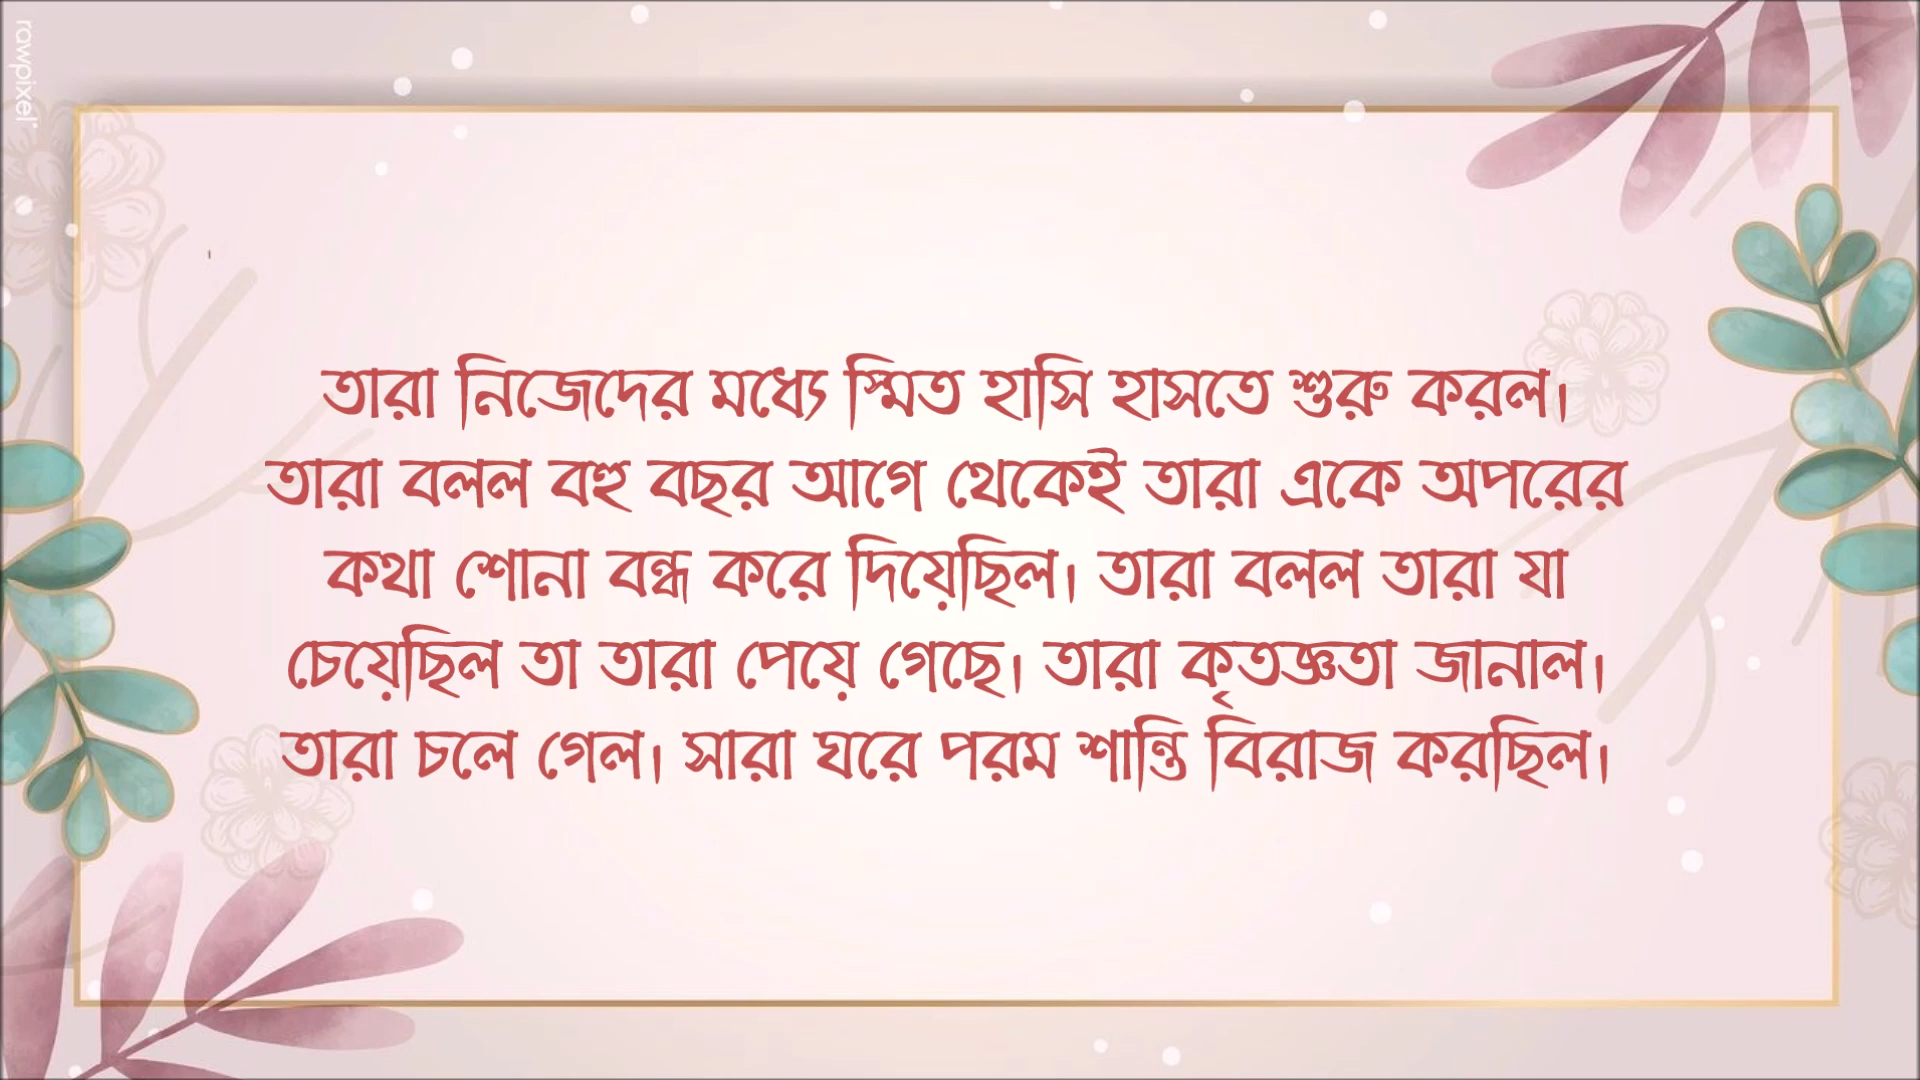 rawpixel
তারা নিজেদের মধ্যে স্মিত হাসি হাসতে শুরু করল।
তারা বলল বহু বছর আগে থেকেই তারা একে অপরের
কথা শোনা বন্ধ করে দিয়েছিল। তারা বলল তারা যা
চেয়েছিল তা তারা পেয়ে গেছে। তারা কৃতজ্ঞতা জানাল।
তারা চলে গেল। সারা ঘরে পরম শান্তি বিরাজ করছিল।